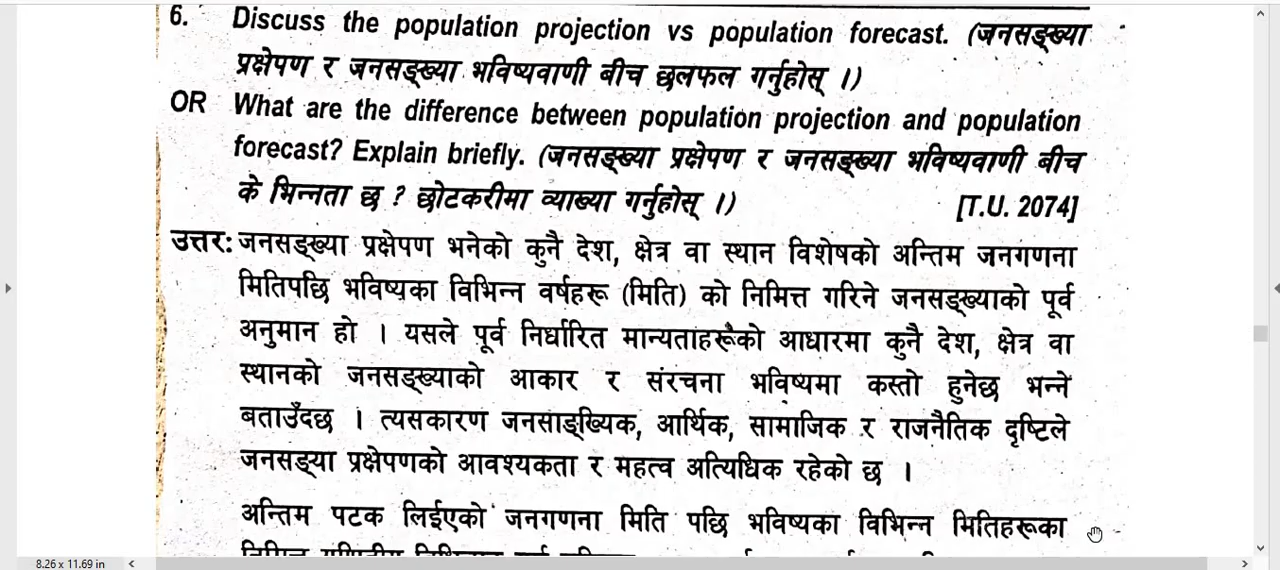 6. Discuss the population projection vs population forecast. (जनसङ्ख्या
प्रक्षेपण र जनसङ्ख्या भविष्यवाणी बीच छलफल गर्नुहोस् ।)
OR What are the difference between population projection and population
forecast? Explain briefly. (जनसङ्ख्या प्रक्षेपण र जनसङ्ख्या भविष्यवाणी बीच
के भिन्नता छ ? छोटकरीमा व्याख्या गर्नुहोस् ।) [T.U. 2074]
उत्तर: जनसङ्ख्या प्रक्षेपण भनेको कुनै देश, क्षेत्र वा स्थान विशेषको अन्तिम जनगणना
मितिपछि भविष्यका विभिन्न वर्षहरू (मिति) को निमित्त गरिने जनसङ्ख्याको पूर्व
अनुमान हो । यसले पूर्व निर्धारित मान्यताहरूँको आधारमा कुनै देश, क्षेत्र वा
स्थानको जनसङ्ख्याको आकार र संरचना भविष्यमा कस्तो हुनेछ भन्ने
बताउँदछ । त्यसकारण जनसाङ्ख्यिक, आर्थिक, सामाजिक र राजनैतिक दृष्टिले
जनसङ्या प्रक्षेपणको आवश्यकता र महत्व अत्यिधिक रहेको छ ।
अन्तिम पटक लिईएको जनगणना मिति पछि भविष्यका विभिन्न मितिहरूका
8.26 x 11.69 in